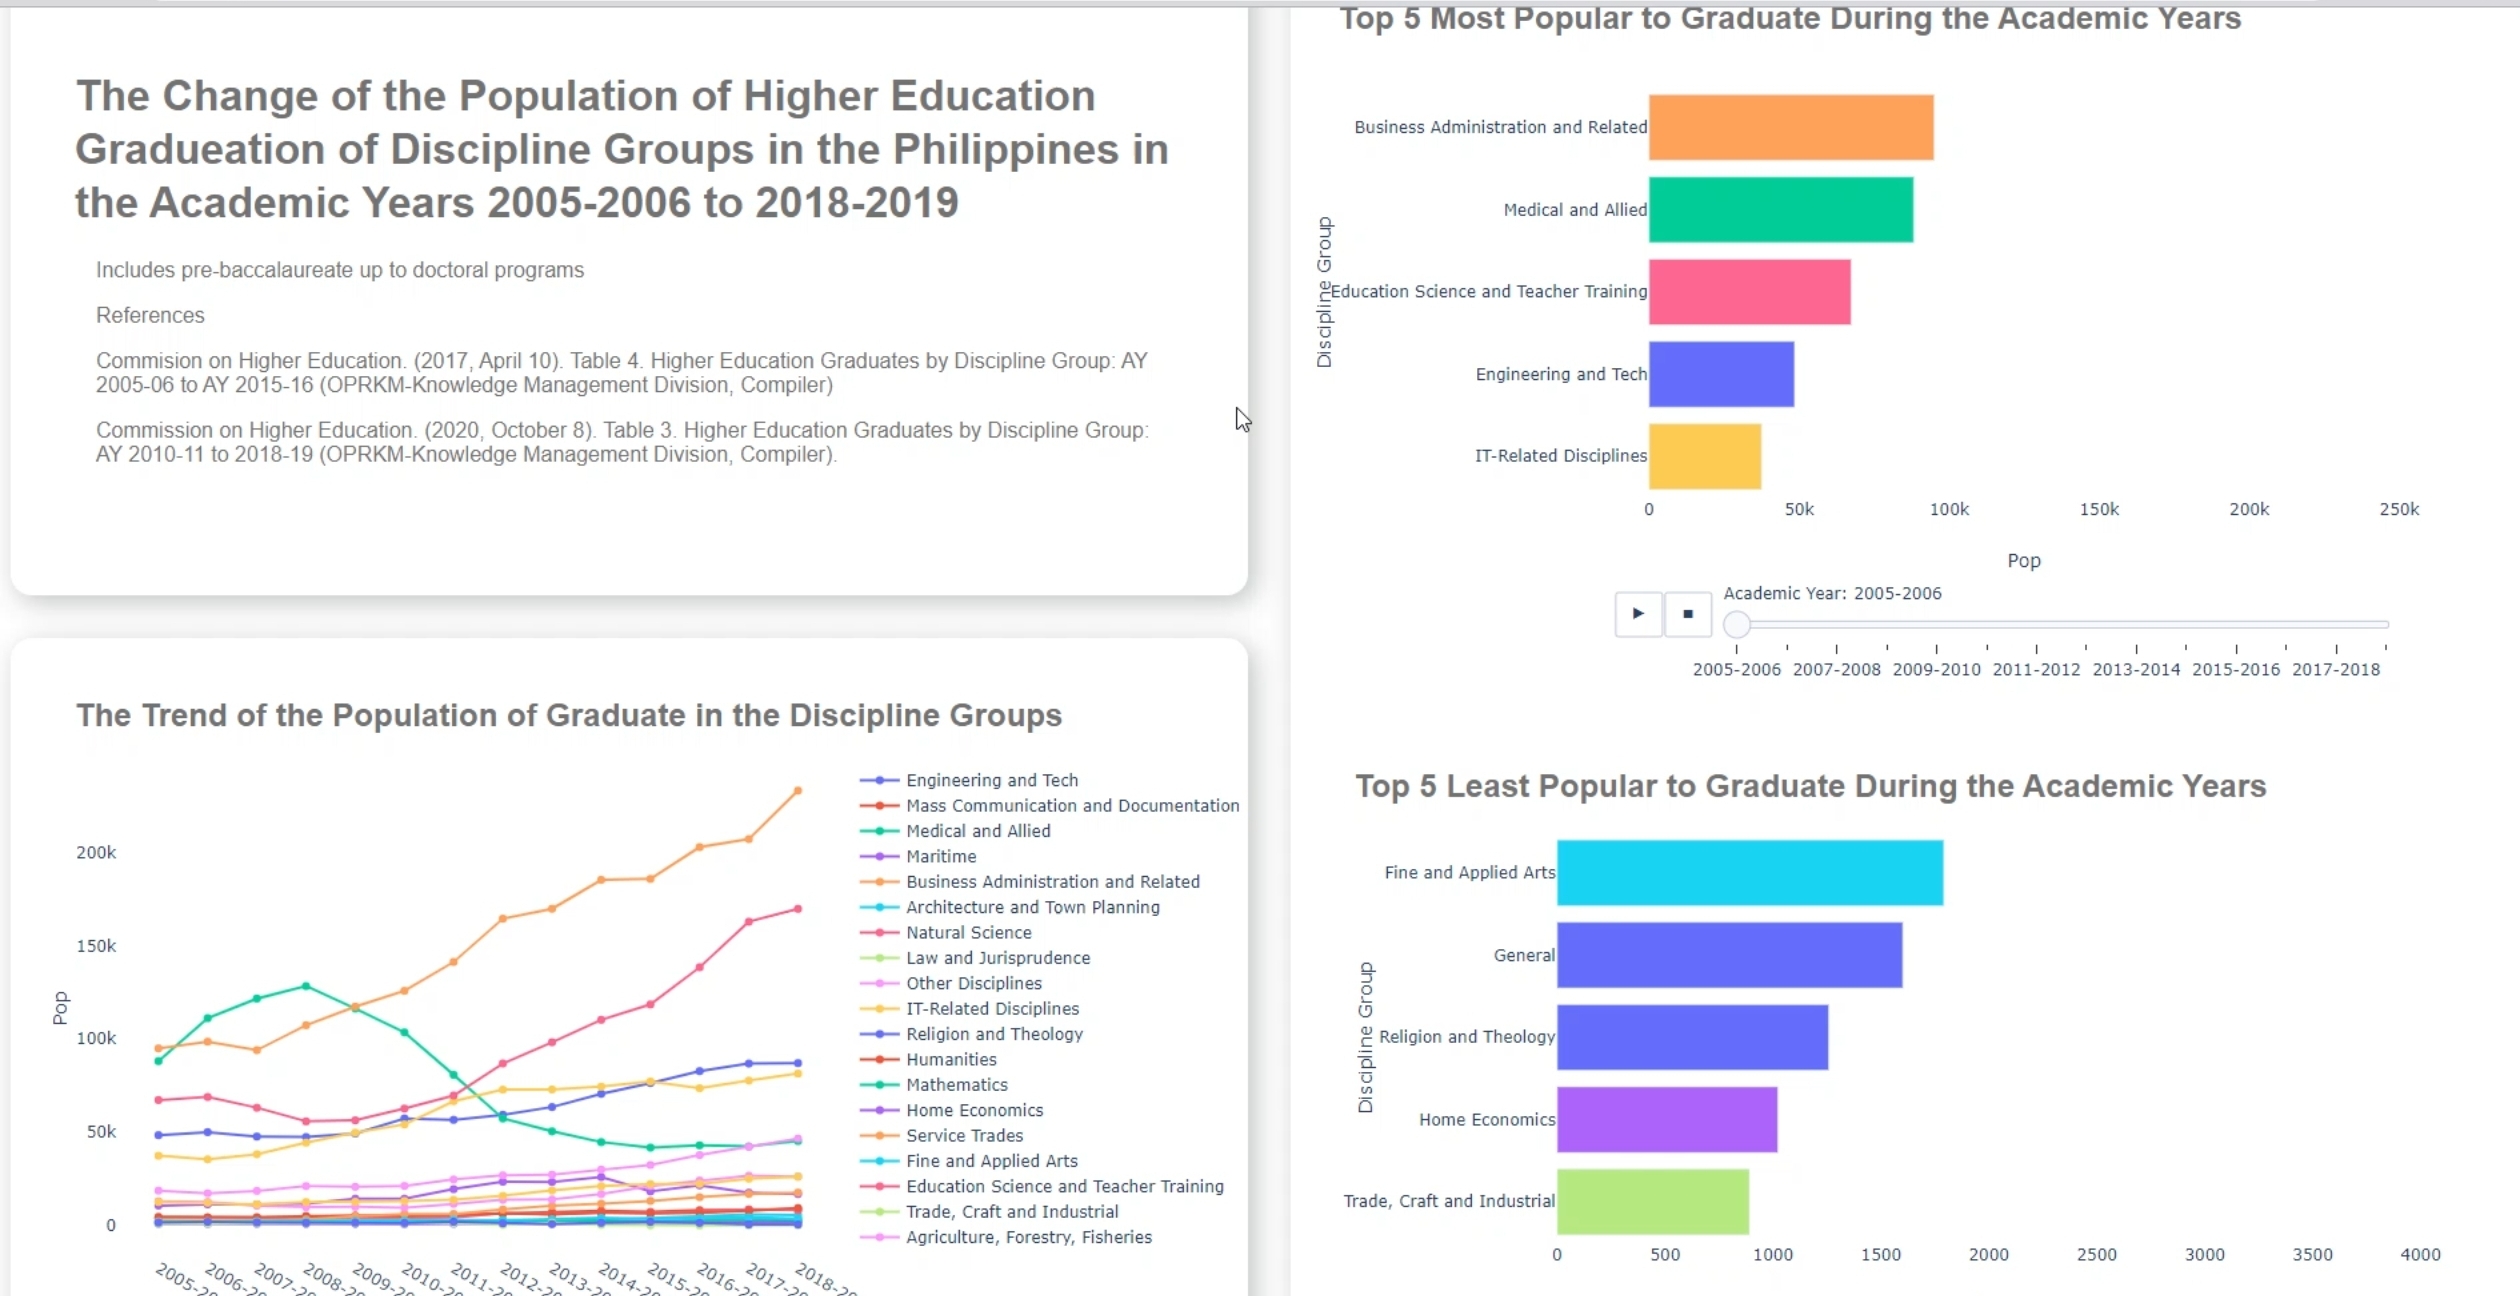 The Change of the Population of Higher Education
Gradueation of Discipline Groups in the Philippines in
the Academic Years 2005-2006 to 2018-2019
Includes pre-baccalaureate up to doctoral programs
References
Commision on Higher Education. (2017, April 10). Table 4. Higher Education Graduates by Discipline Group: AY
2005-06 to AY 2015-16 (OPRKM-Knowledge Management Division, Compiler)
Commission on Higher Education. (2020, October 8). Table 3. Higher Education Graduates by Discipline Group:
AY 2010-11 to 2018-19 (OPRKM-Knowledge Management Division, Compiler).
The Trend of the Population of Graduate in the Discipline Groups
Pop
200k
150k
100k
50k
0
2005-20
2006-20
2007-20
2008-20
2009-20
2010-20
2011-20
2012-20
2013-20
2014-20
2015-20
2016-20
2017-20
2018-20
Engineering and Tech
Mass Communication and Documentation
Medical and Allied
Maritime
Business Administration and Related
Architecture and Town Planning
Natural Science
Law and Jurisprudence
Other Disciplines
IT-Related Disciplines
Religion and Theology
Humanities
Mathematics
Home Economics
Service Trades
Fine and Applied Arts
Education Science and Teacher Training
Trade, Craft and Industrial
Agriculture, Forestry, Fisheries
Top 5 Most Popular to Graduate During the Academic Years
Discipline Group
Business Administration and Related
Medical and Allied
Education Science and Teacher Training
Engineering and Tech
IT-Related Disciplines
0 50k 100k 150k 200k 250k
Pop
Academic Year: 2005-2006
2005-2006 2007-2008 2009-2010 2011-2012 2013-2014 2015-2016 2017-2018
Top 5 Least Popular to Graduate During the Academic Years
Discipline Group
Fine and Applied Arts
General
Religion and Theology
Home Economics
Trade, Craft and Industrial
0 500 1000 1500 2000 2500 3000 3500 4000